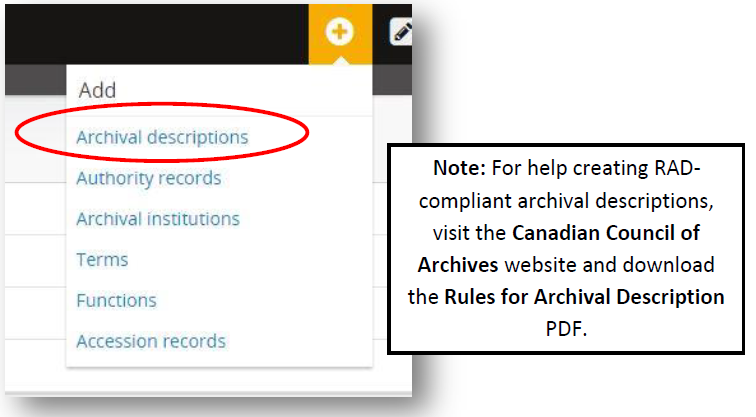 Add
Archival descriptions
Authority records
Archival institutions
Terms
Functions
Accession records
Note: For help creating RAD-
compliant archival descriptions,
visit the Canadian Council of
Archives website and download
the Rules for Archival Description
PDF.